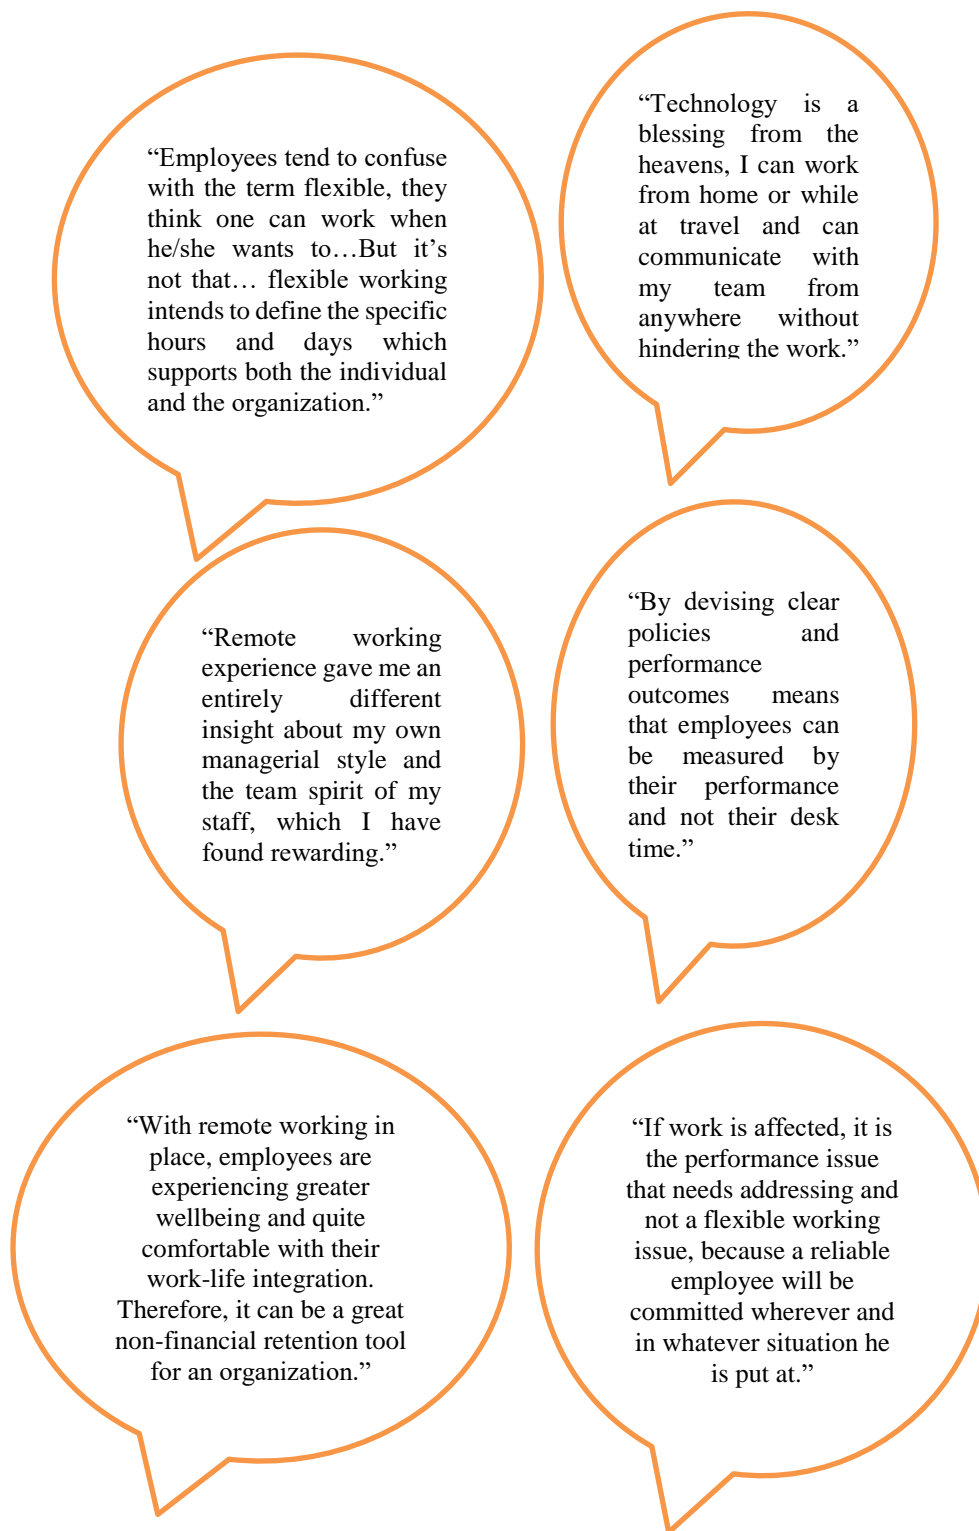 “Employees tend to confuse
with the term flexible, they
think one can work when
he/she wants to…But it’s
not that… flexible working
intends to define the specific
hours and days which
supports both the individual
and the organization.”
“Technology is a
blessing from the
heavens, I can work
from home or while
at travel and can
communicate with
my team from
anywhere without
hindering the work.”
“Remote working
experience gave me an
entirely different
insight about my own
managerial style and
the team spirit of my
staff, which I have
found rewarding.”
“By devising clear
policies and
performance
outcomes means
that employees can
be measured by
their performance
and not their desk
time.”
“With remote working in
place, employees are
experiencing greater
wellbeing and quite
comfortable with their
work-life integration.
Therefore, it can be a great
non-financial retention tool
for an organization.”
“If work is affected, it is
the performance issue
that needs addressing and
not a flexible working
issue, because a reliable
employee will be
committed wherever and
in whatever situation he
is put at.”